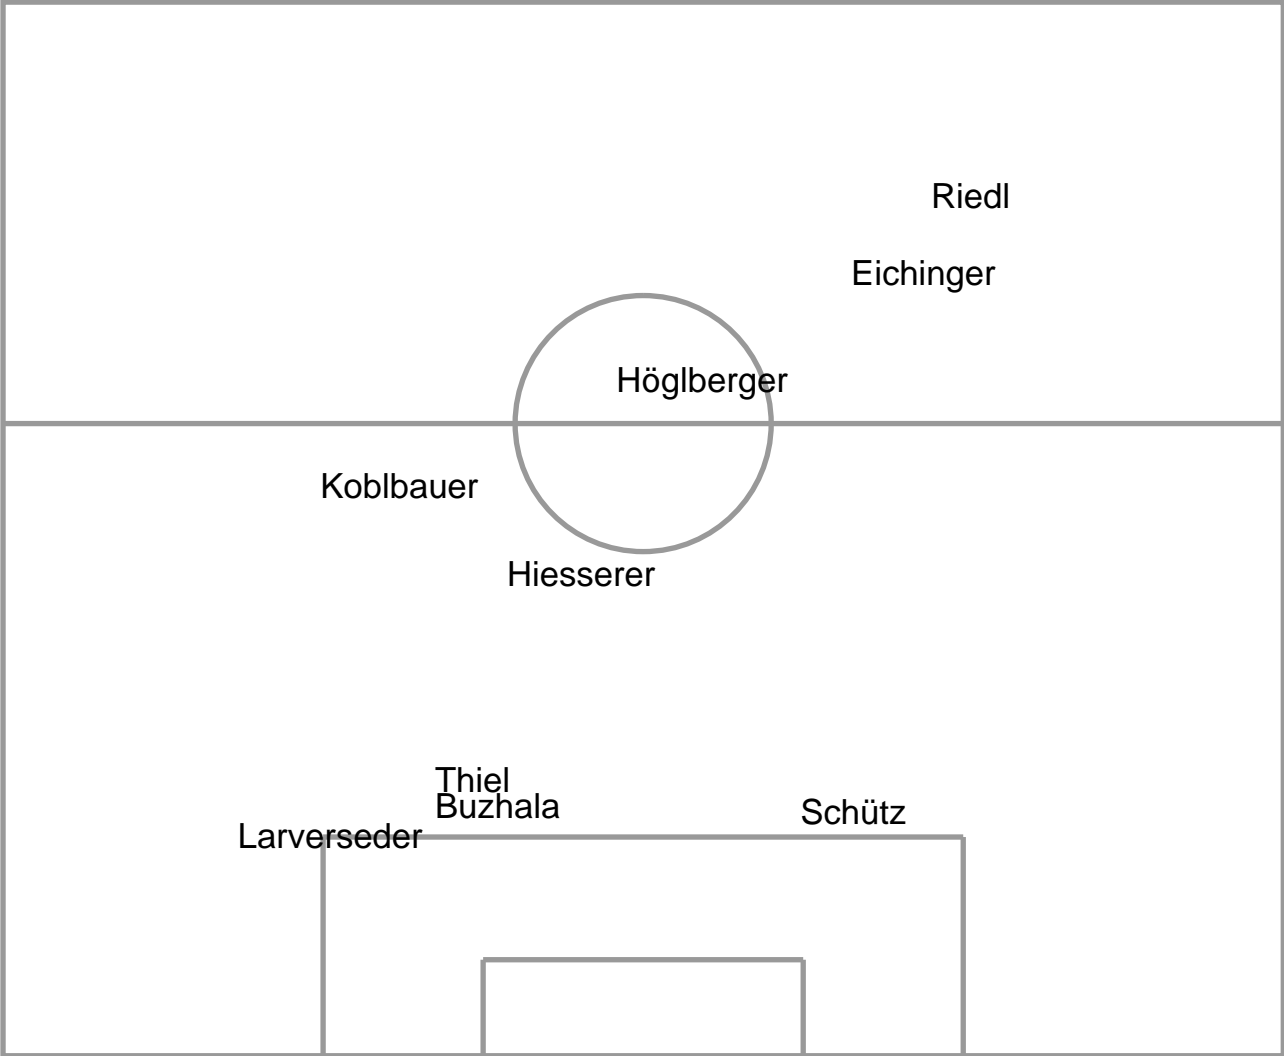 Riedl
Eichinger
Höglberger
Koblbauer
Hiesserer
Thiel
Buzhala
Schütz
Larverseder